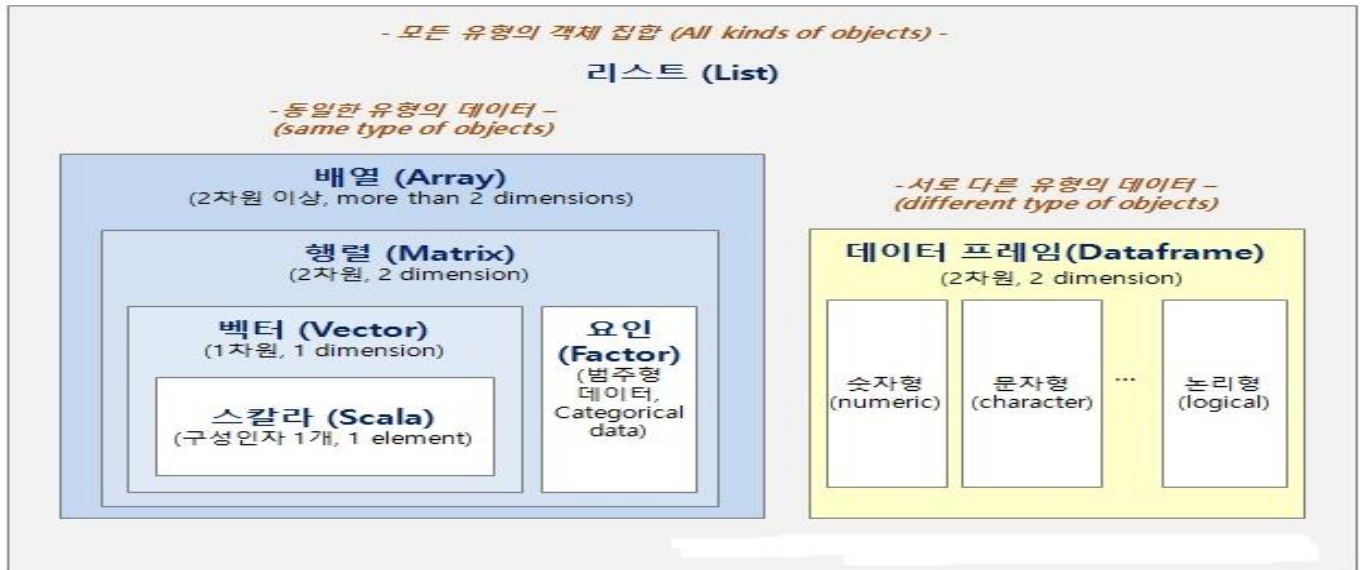 - 모든 유형의 객체 집합 (All kinds of objects) -
리스트 (List)
- 동일한 유형의 데이터 –
(same type of objects)
배열 (Array)
(2차원 이상, more than 2 dimensions)
행렬 (Matrix)
(2차원, 2 dimension)
벡터 (Vector)
(1차원, 1 dimension)
스칼라 (Scala)
(구성인자 1개, 1 element)
요인
(Factor)
(범주형
데이터,
Categorical
data)
- 서로 다른 유형의 데이터 –
(different type of objects)
데이터 프레임(Dataframe)
(2차원, 2 dimension)
숫자형
(numeric)
문자형
(character)
...
논리형
(logical)